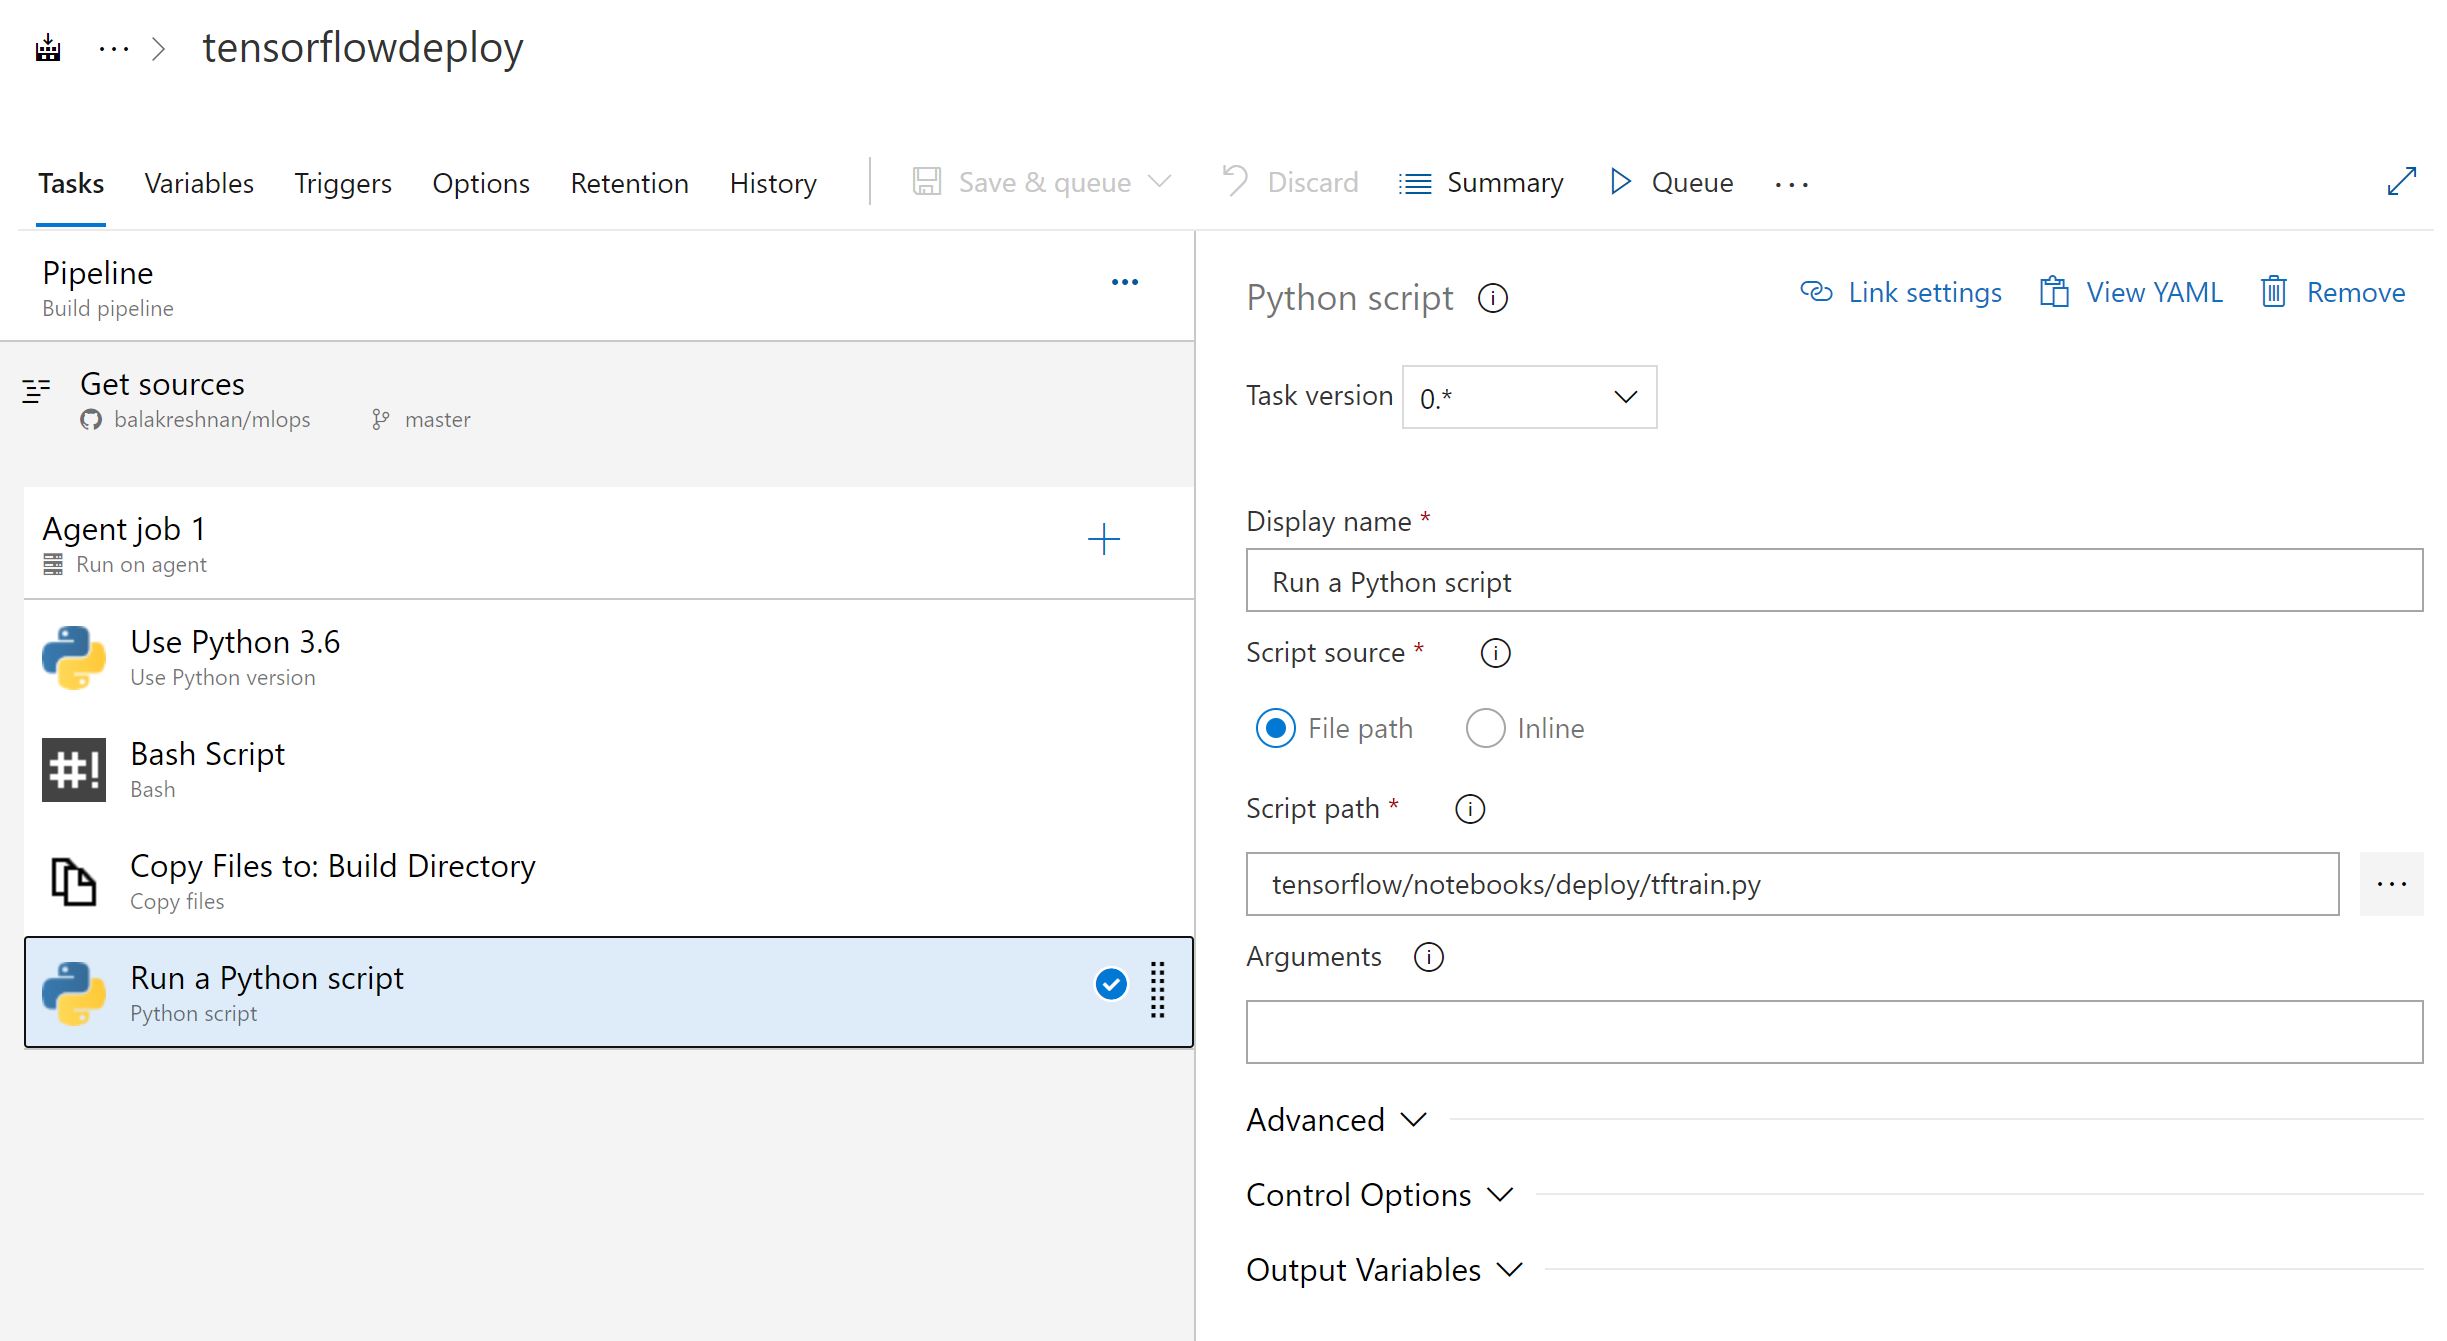 ··· > tensorflowdeploy
Tasks Variables Triggers Options Retention History Save & queue Discard Summary Queue ···
Pipeline
Build pipeline
Get sources
balakreshnan/mlops master
Agent job 1
Run on agent
Use Python 3.6
Use Python version
#!
Bash Script
Bash
Copy Files to: Build Directory
Copy files
Run a Python script
Python script
Python script Link settings View YAML Remove
Task version 0.*
Display name *
Run a Python script
Script source *
File path Inline
Script path *
tensorflow/notebooks/deploy/tftrain.py ···
Arguments
Advanced
Control Options
Output Variables